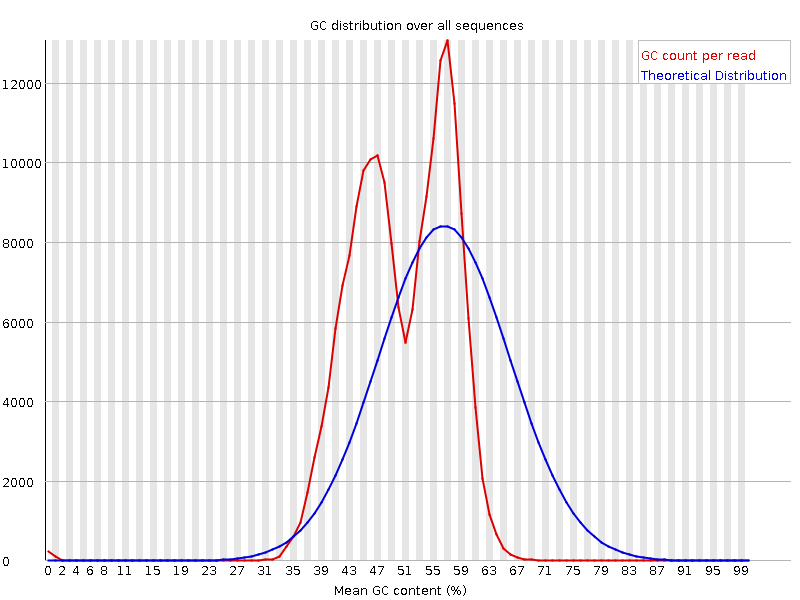 GC distribution over all sequences
GC count per read
Theoretical Distribution
12000
10000
8000
6000
4000
2000
0
0 2 4 6 8 11 15 19 23 27 31 35 39 43 47 51 55 59 63 67 71 75 79 83 87 91 95 99
Mean GC content (%)